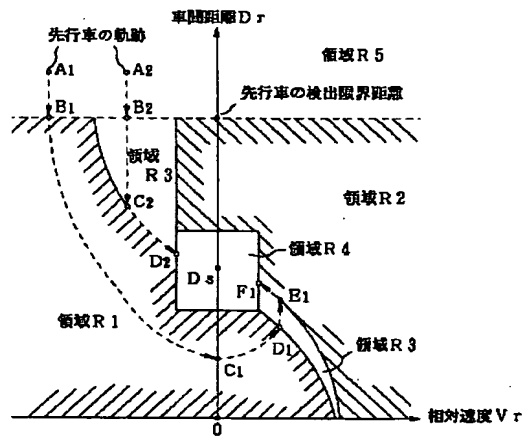 車間距離Dr
先行車の軌跡
領域R5
A1
A2
B1
B2
先行車の検出限界距離
領域
R3
領域R2
C2
領域R4
D2
Ds
F1
E1
領域R1
D1
領域R3
C1
相対速度Vr
0